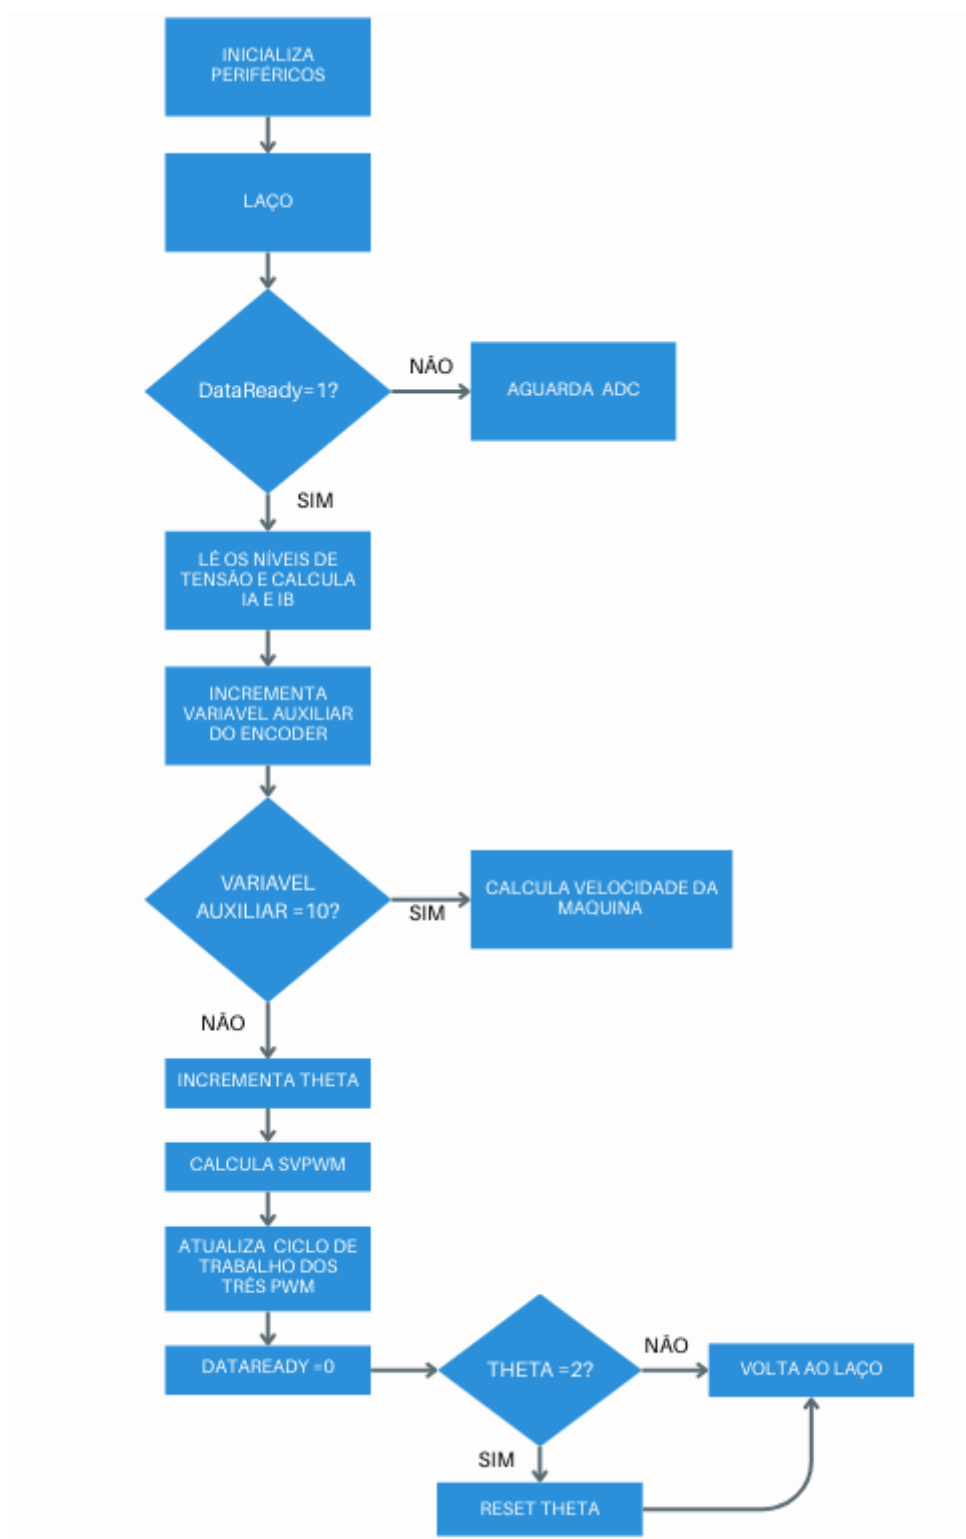 INICIALIZA
PERIFÉRICOS
LAÇO
DataReady=1?
NÃO
AGUARDA ADC
SIM
LÊ OS NÍVEIS DE
TENSÃO E CALCULA
IA E IB
INCREMENTA
VARIAVEL AUXILIAR
DO ENCODER
VARIAVEL
AUXILIAR =10?
SIM
CALCULA VELOCIDADE DA
MAQUINA
NÃO
INCREMENTA THETA
CALCULA SVPWM
ATUALIZA CICLO DE
TRABALHO DOS
TRÊS PWM
DATAREADY =0
THETA =2?
NÃO
VOLTA AO LAÇO
SIM
RESET THETA